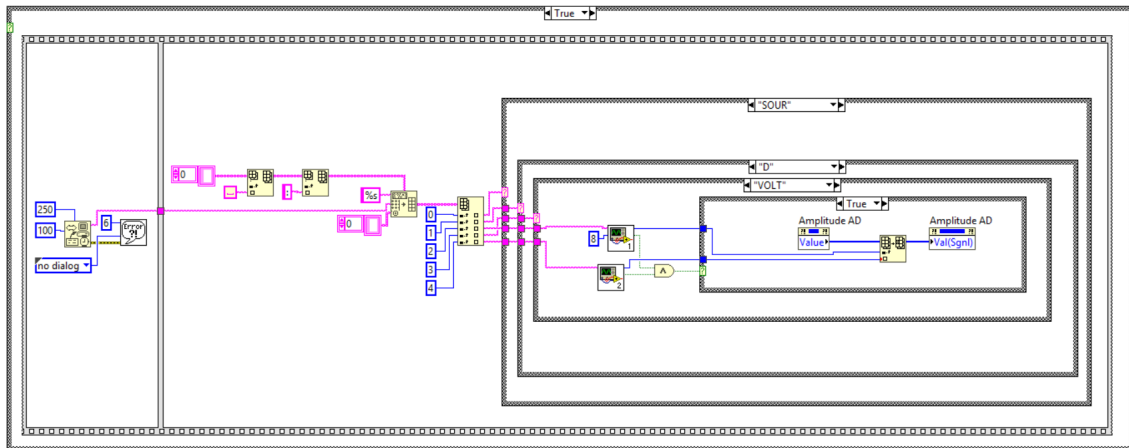 True
"SOUR"
"D"
"VOLT"
True
0
%s
0
250
100
6
Error
?!
no dialog
0
1
2
3
4
8
1
2
Amplitude AD
Value
Amplitude AD
Val(Sgnl)